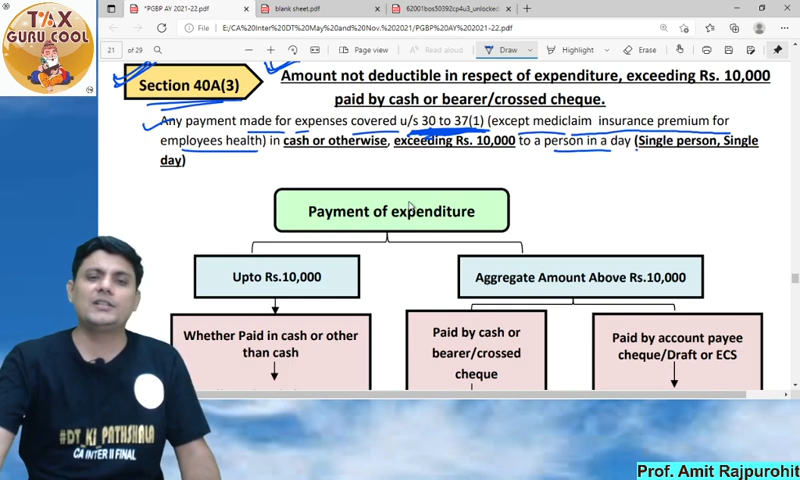 TAX
GURU COOL
*PGBP AY 2021-22.pdf
blank sheet.pdf
62001bos50392cp4u3_unlocked
E:/CA%20Inter%20DT%20May%20and%20Nov.%202021/PGBP%20AY%202021-22.pdf
21 of 29
Page view
Read aloud
Draw
Highlight
Erase
Section 40A(3)
Amount not deductible in respect of expenditure, exceeding Rs. 10,000
paid by cash or bearer/crossed cheque.
Any payment made for expenses covered u/s 30 to 37(1) (except mediclaim insurance premium for
employees health) in cash or otherwise, exceeding Rs. 10,000 to a person in a day (Single person, Single
day)
Payment of expenditure
Upto Rs.10,000
Aggregate Amount Above Rs.10,000
Whether Paid in cash or other
than cash
Paid by cash or
bearer/crossed
cheque
Paid by account payee
cheque/Draft or ECS
#DT_KI_PATHSHALA
CA INTER II FINAL
Prof. Amit Rajpurohit